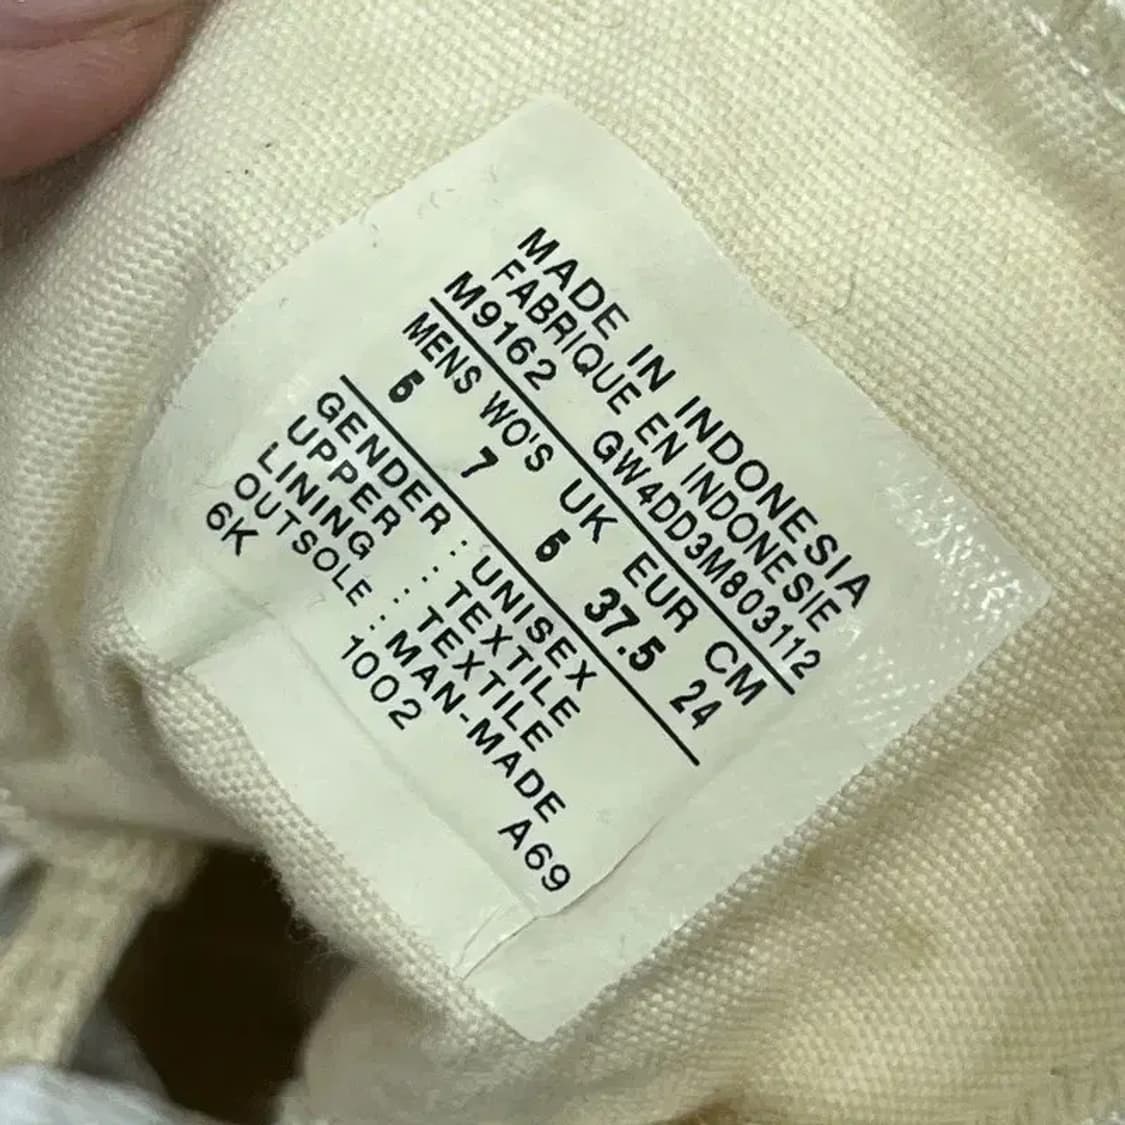 MADE IN INDONESIA
FABRIQUE EN INDONESIE
M9162 GW4DD3M803112
MENS WO'S UK EUR CM
5 7 5 37.5 24
GENDER : UNISEX
UPPER : TEXTILE
LINING : TEXTILE
OUTSOLE : MAN-MADE
6K 1002 A69